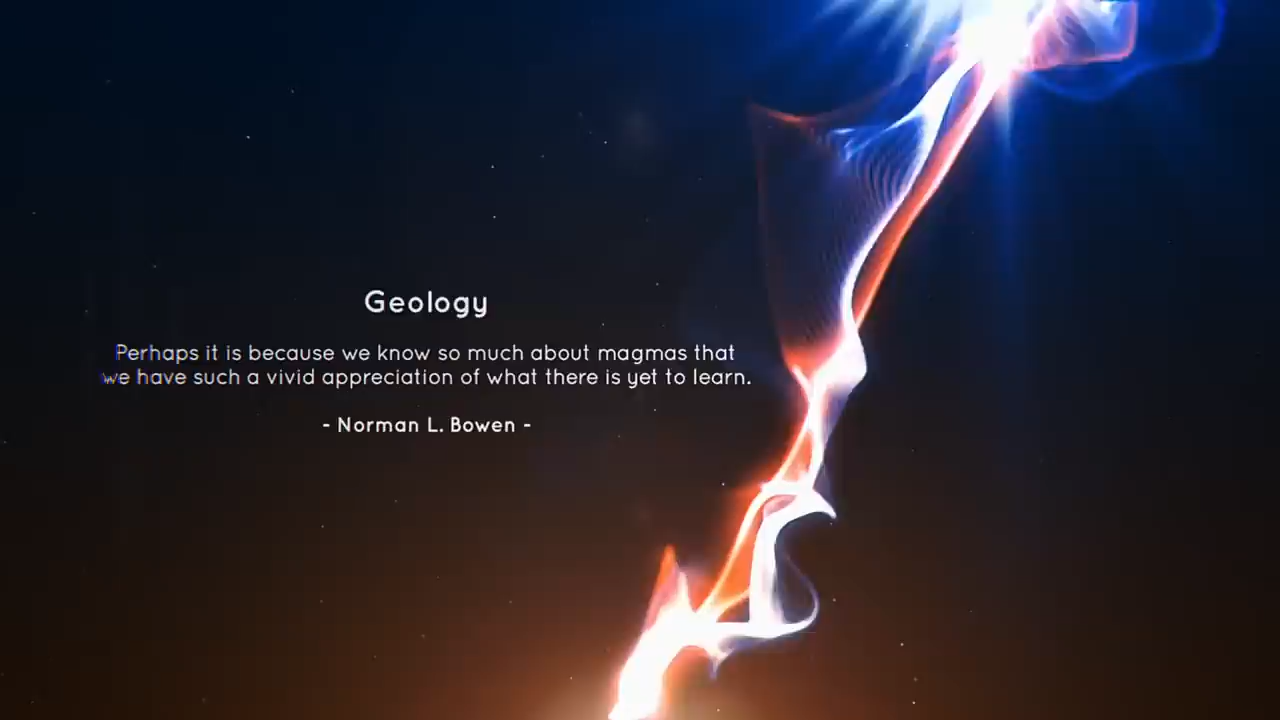 Geology
Perhaps it is because we know so much about magmas that
we have such a vivid appreciation of what there is yet to learn.
- Norman L. Bowen -